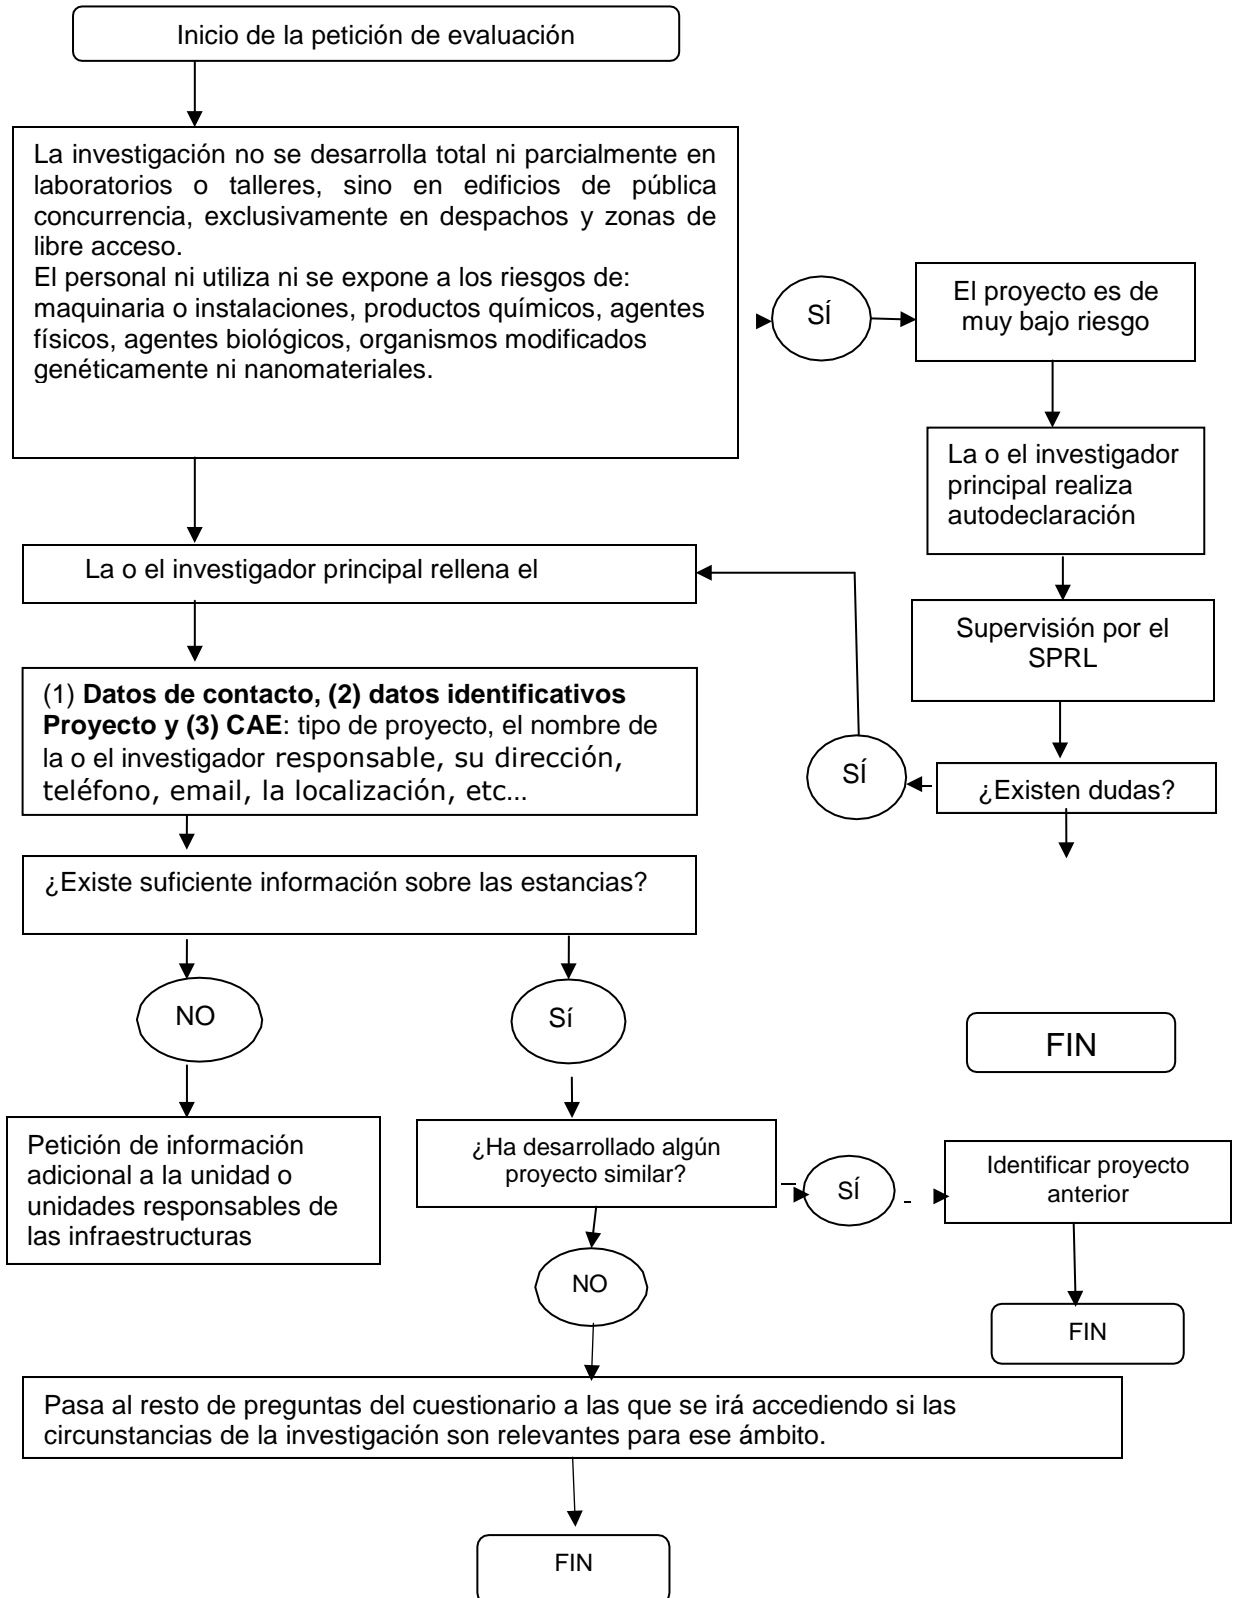 Inicio de la petición de evaluación
La investigación no se desarrolla total ni parcialmente en
laboratorios o talleres, sino en edificios de pública
concurrencia, exclusivamente en despachos y zonas de
libre acceso.
El personal ni utiliza ni se expone a los riesgos de:
maquinaria o instalaciones, productos químicos, agentes
físicos, agentes biológicos, organismos modificados
genéticamente ni nanomateriales.
SÍ
El proyecto es de
muy bajo riesgo
La o el investigador
principal realiza
autodeclaración
Supervisión por el
SPRL
¿Existen dudas?
SÍ
La o el investigador principal rellena el
(1) Datos de contacto, (2) datos identificativos
Proyecto y (3) CAE: tipo de proyecto, el nombre de
la o el investigador responsable, su dirección,
teléfono, email, la localización, etc…
¿Existe suficiente información sobre las estancias?
NO
Sí
FIN
Petición de información
adicional a la unidad o
unidades responsables de
las infraestructuras
¿Ha desarrollado algún
proyecto similar?
SÍ
Identificar proyecto
anterior
NO
FIN
Pasa al resto de preguntas del cuestionario a las que se irá accediendo si las
circunstancias de la investigación son relevantes para ese ámbito.
FIN